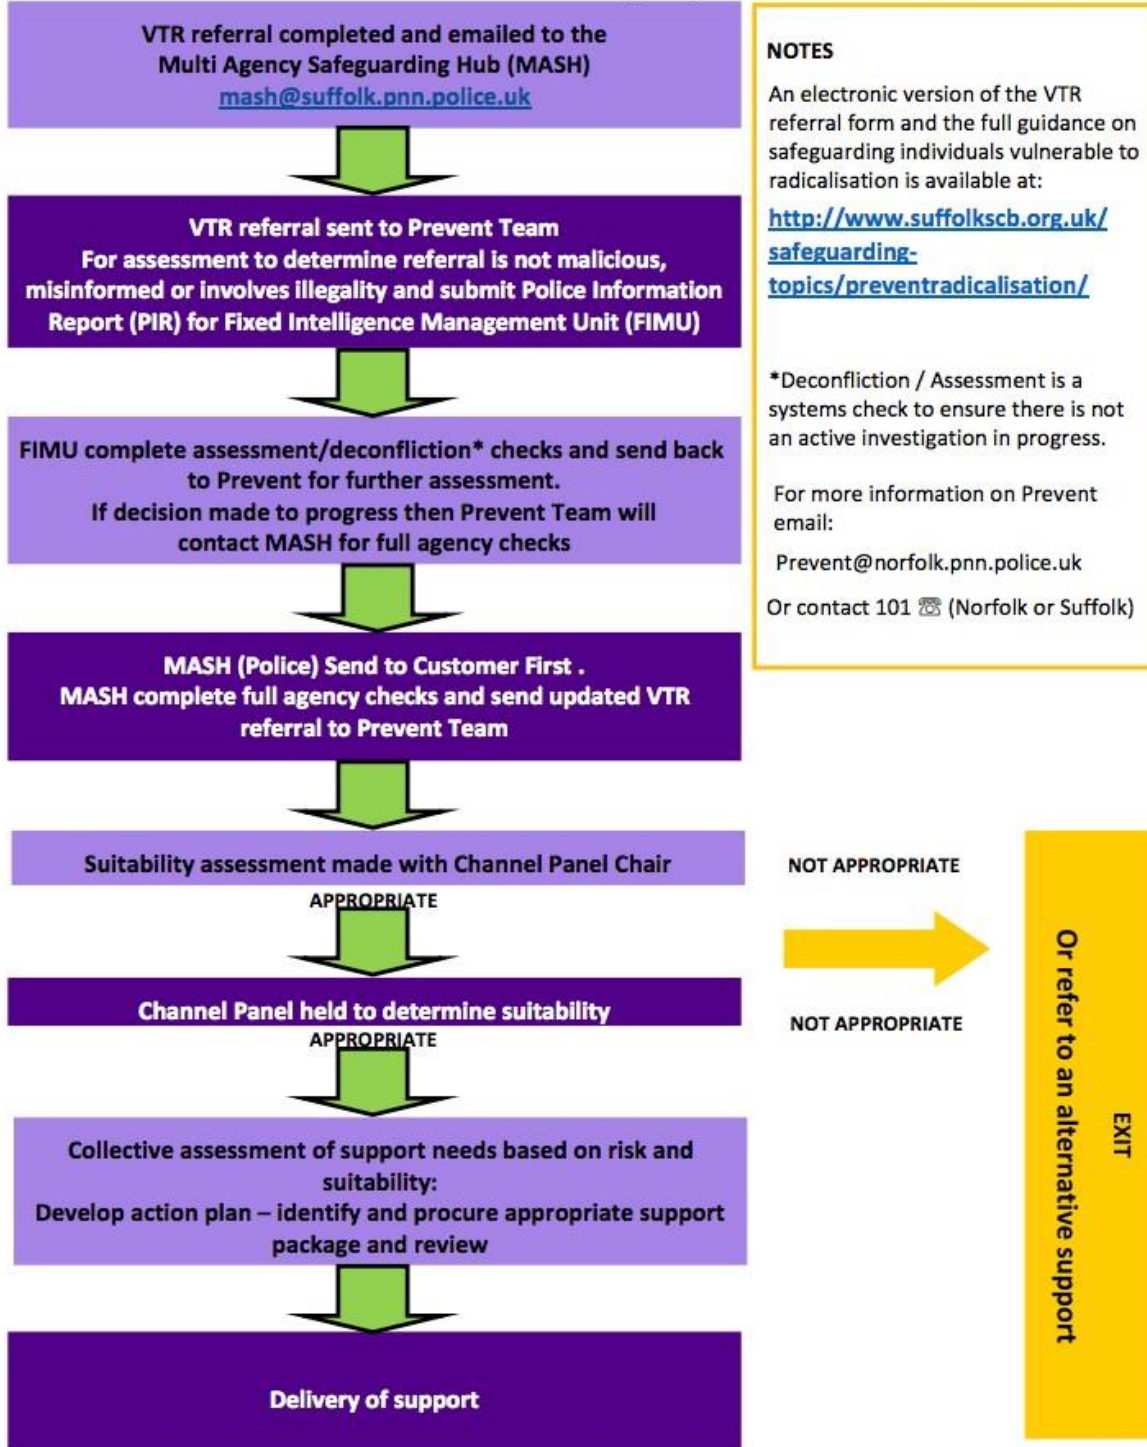 VTR referral completed and emailed to the
Multi Agency Safeguarding Hub (MASH)
mash@suffolk.pnn.police.uk
VTR referral sent to Prevent Team
For assessment to determine referral is not malicious,
misinformed or involves illegality and submit Police Information
Report (PIR) for Fixed Intelligence Management Unit (FIMU)
FIMU complete assessment/deconfliction* checks and send back
to Prevent for further assessment.
If decision made to progress then Prevent Team will
contact MASH for full agency checks
MASH (Police) Send to Customer First .
MASH complete full agency checks and send updated VTR
referral to Prevent Team
Suitability assessment made with Channel Panel Chair
APPROPRIATE
Channel Panel held to determine suitability
APPROPRIATE
Collective assessment of support needs based on risk and
suitability:
Develop action plan – identify and procure appropriate support
package and review
Delivery of support
NOTES
An electronic version of the VTR
referral form and the full guidance on
safeguarding individuals vulnerable to
radicalisation is available at:
http://www.suffolkscb.org.uk/
safeguarding-
topics/preventradicalisation/
*Deconfliction / Assessment is a
systems check to ensure there is not
an active investigation in progress.
For more information on Prevent
email:
Prevent@norfolk.pnn.police.uk
Or contact 101 ☏ (Norfolk or Suffolk)
NOT APPROPRIATE
NOT APPROPRIATE
EXIT
Or refer to an alternative support